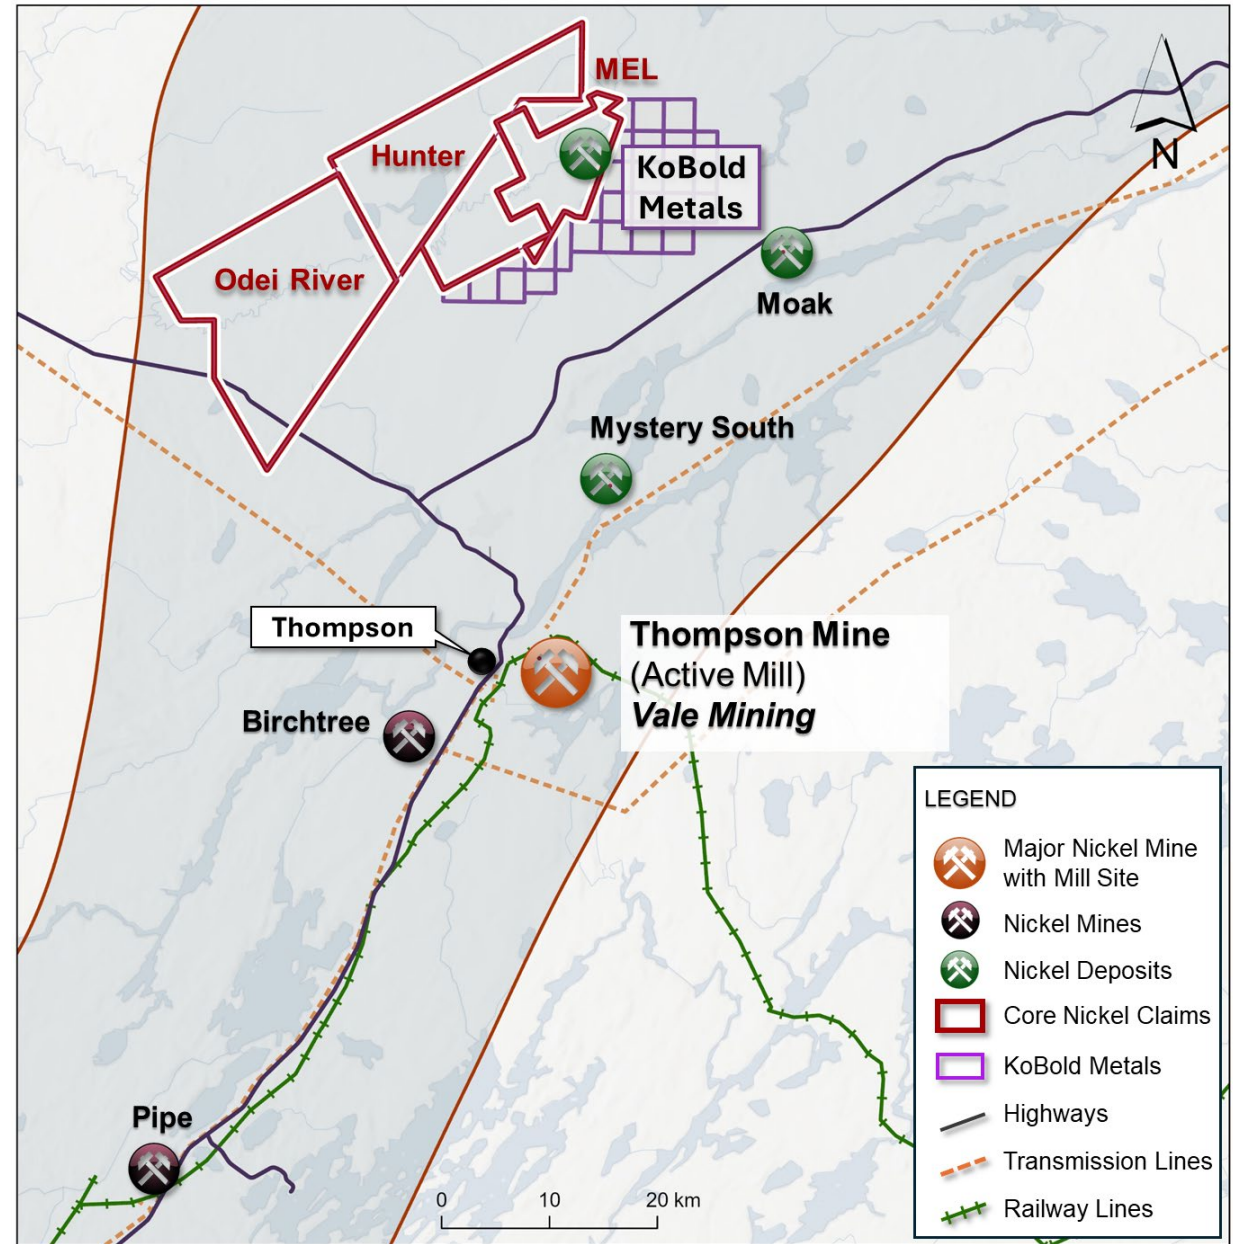 MEL
Hunter
KoBold
Metals
N
Odei River
Moak
Mystery South
Thompson
Thompson Mine
(Active Mill)
Vale Mining
Birchtree
LEGEND
Major Nickel Mine
with Mill Site
Nickel Mines
Nickel Deposits
Core Nickel Claims
KoBold Metals
Highways
Transmission Lines
Railway Lines
Pipe
0 10 20 km